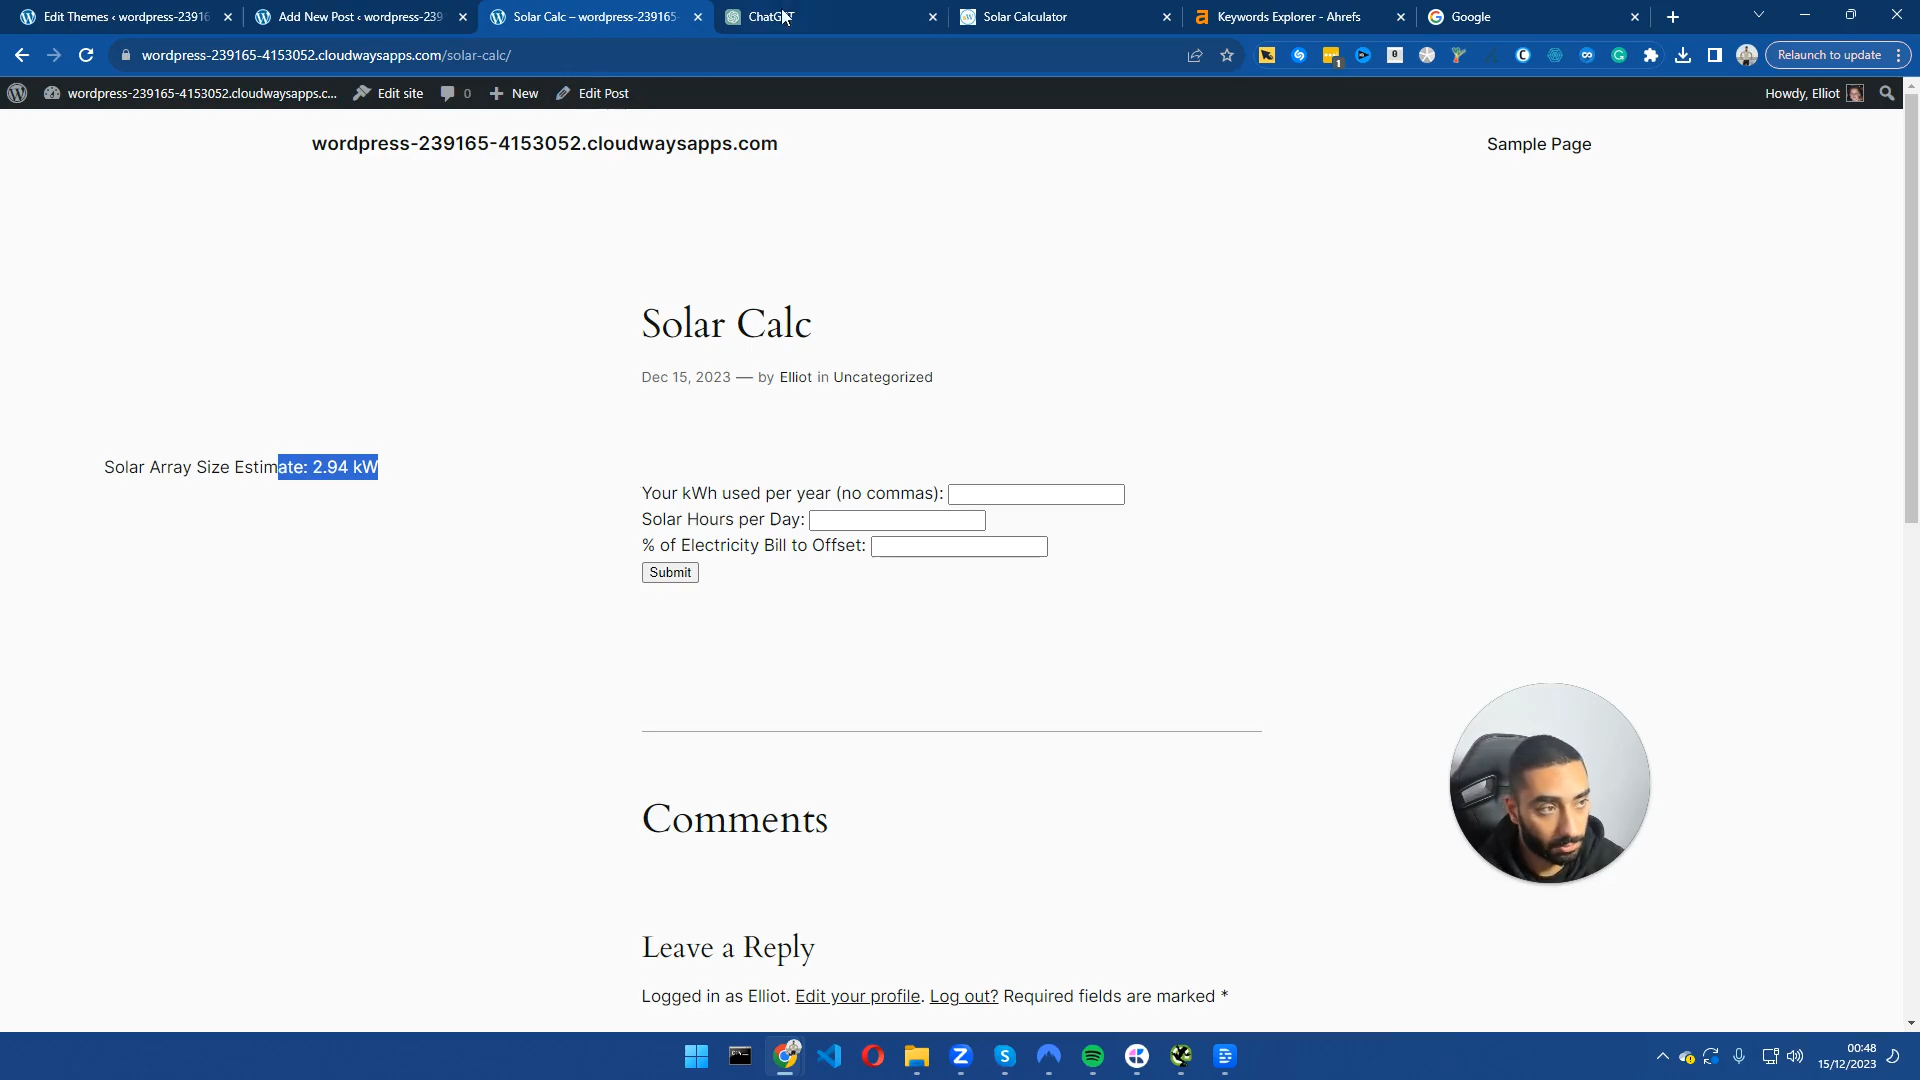 Edit Themes ‹ wordpress-2391
Add New Post ‹ wordpress-239
Solar Calc – wordpress-239165-
ChatGPT
Solar Calculator
Keywords Explorer - Ahrefs
Google
wordpress-239165-4153052.cloudwaysapps.com/solar-calc/
1
Relaunch to update
wordpress-239165-4153052.cloudwaysapps.c...
Edit site
0
New
Edit Post
Howdy, Elliot
wordpress-239165-4153052.cloudwaysapps.com
Sample Page
Solar Calc
Dec 15, 2023 — by Elliot in Uncategorized
Solar Array Size Estimate: 2.94 kW
Your kWh used per year (no commas):
Solar Hours per Day:
% of Electricity Bill to Offset:
Submit
Comments
Leave a Reply
Logged in as Elliot. Edit your profile. Log out? Required fields are marked *
00:48
15/12/2023